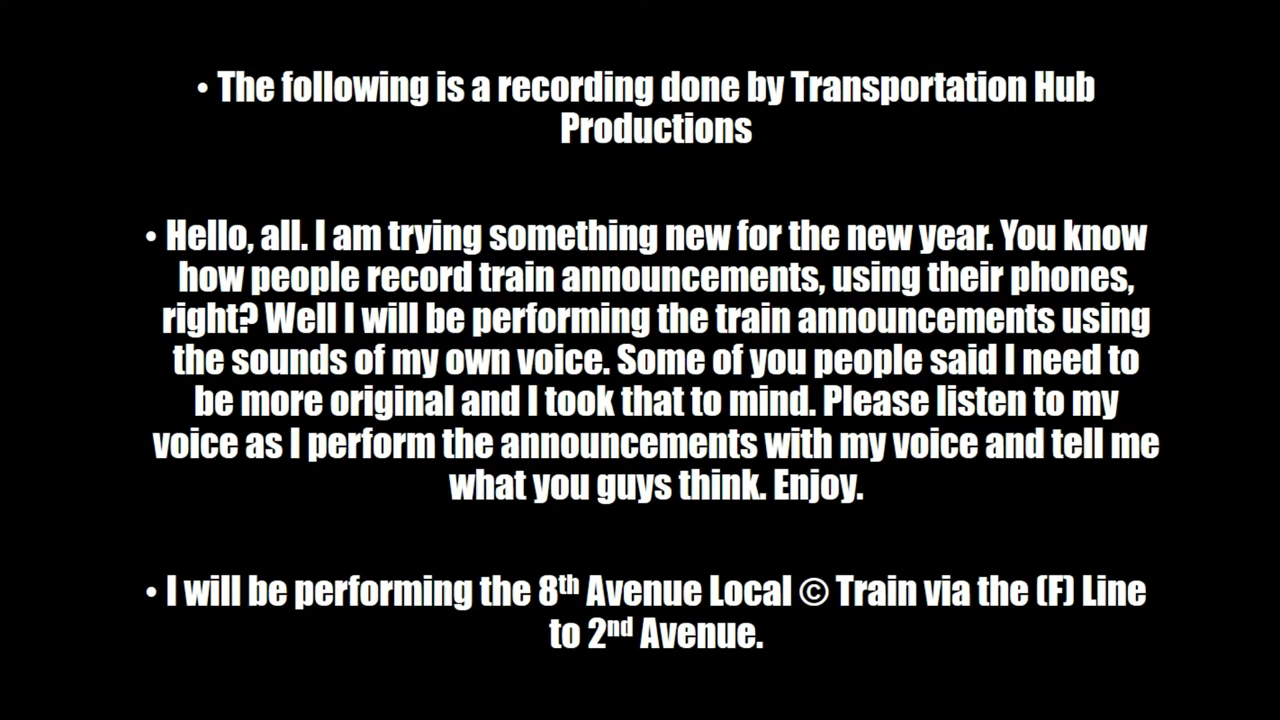 • The following is a recording done by Transportation Hub
Productions
• Hello, all. I am trying something new for the new year. You know
how people record train announcements, using their phones,
right? Well I will be performing the train announcements using
the sounds of my own voice. Some of you people said I need to
be more original and I took that to mind. Please listen to my
voice as I perform the announcements with my voice and tell me
what you guys think. Enjoy.
• I will be performing the 8th Avenue Local © Train via the (F) Line
to 2nd Avenue.